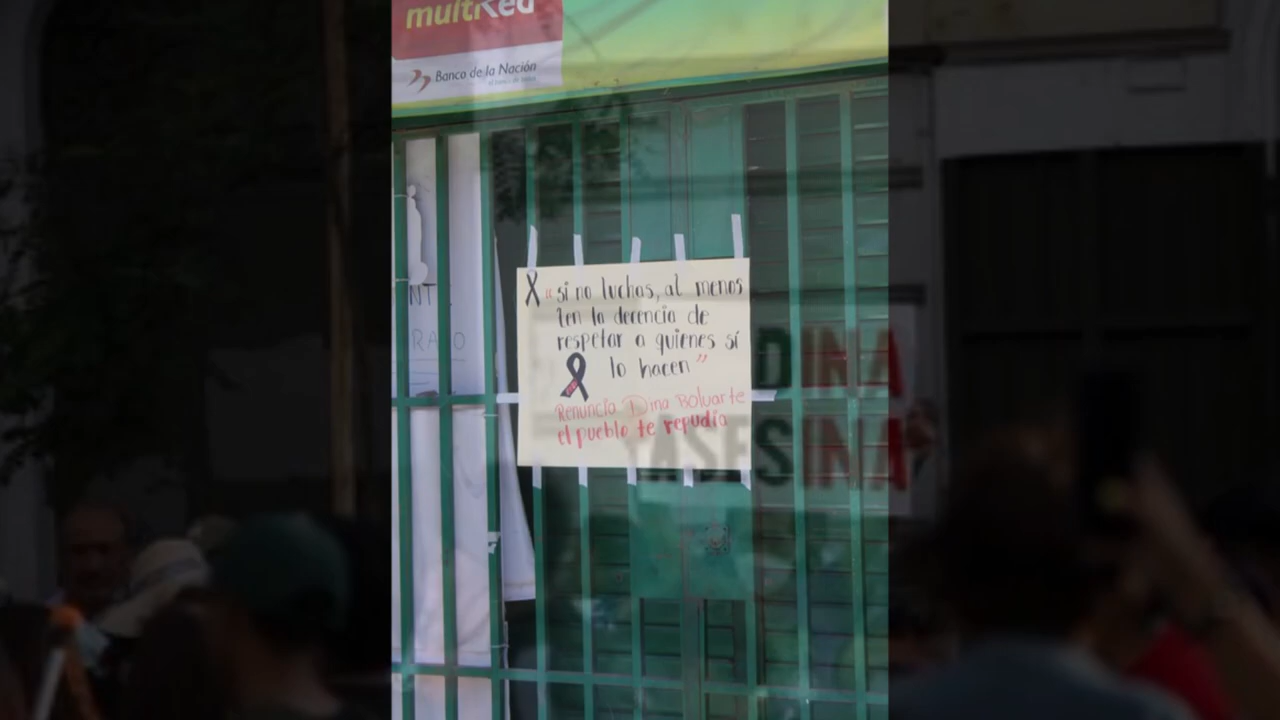 multiRed
Banco de la Nación
NT
"si no luchas, al menos
ten la decencia de
respetar a quienes sí
lo hacen"
Renuncia Dina Boluarte
el pueblo te repudia
DINA
ASESINA